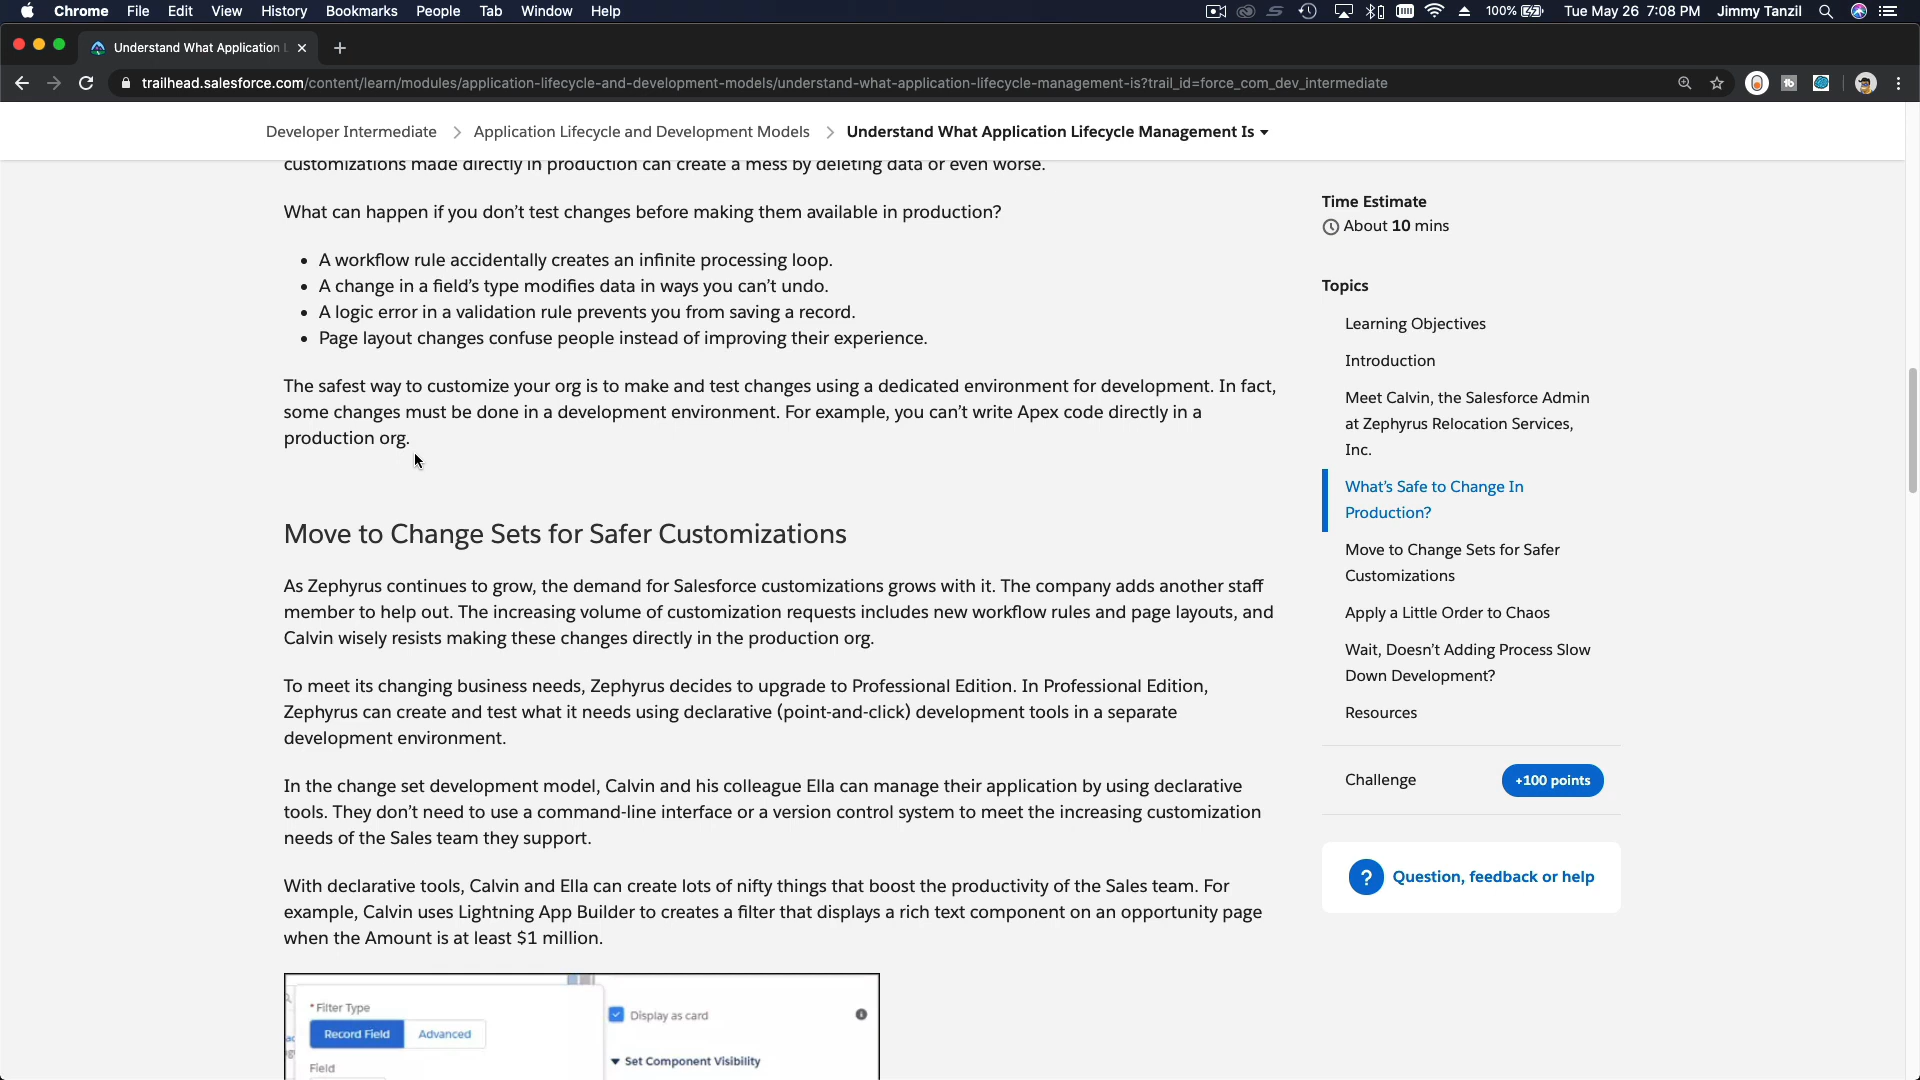 Chrome File Edit View History Bookmarks People Tab Window Help
100% Tue May 26 7:08 PM Jimmy Tanzil
Understand What Application L
trailhead.salesforce.com/content/learn/modules/application-lifecycle-and-development-models/understand-what-application-lifecycle-management-is?trail_id=force_com_dev_intermediate
Developer Intermediate > Application Lifecycle and Development Models > Understand What Application Lifecycle Management Is
customizations made directly in production can create a mess by deleting data or even worse.
What can happen if you don’t test changes before making them available in production?
• A workflow rule accidentally creates an infinite processing loop.
• A change in a field’s type modifies data in ways you can’t undo.
• A logic error in a validation rule prevents you from saving a record.
• Page layout changes confuse people instead of improving their experience.
The safest way to customize your org is to make and test changes using a dedicated environment for development. In fact,
some changes must be done in a development environment. For example, you can’t write Apex code directly in a
production org.
Move to Change Sets for Safer Customizations
As Zephyrus continues to grow, the demand for Salesforce customizations grows with it. The company adds another staff
member to help out. The increasing volume of customization requests includes new workflow rules and page layouts, and
Calvin wisely resists making these changes directly in the production org.
To meet its changing business needs, Zephyrus decides to upgrade to Professional Edition. In Professional Edition,
Zephyrus can create and test what it needs using declarative (point-and-click) development tools in a separate
development environment.
In the change set development model, Calvin and his colleague Ella can manage their application by using declarative
tools. They don’t need to use a command-line interface or a version control system to meet the increasing customization
needs of the Sales team they support.
With declarative tools, Calvin and Ella can create lots of nifty things that boost the productivity of the Sales team. For
example, Calvin uses Lightning App Builder to creates a filter that displays a rich text component on an opportunity page
when the Amount is at least $1 million.
* Filter Type
Record Field Advanced
Field
Display as card
Set Component Visibility
Time Estimate
About 10 mins
Topics
Learning Objectives
Introduction
Meet Calvin, the Salesforce Admin
at Zephyrus Relocation Services,
Inc.
What’s Safe to Change In
Production?
Move to Change Sets for Safer
Customizations
Apply a Little Order to Chaos
Wait, Doesn’t Adding Process Slow
Down Development?
Resources
Challenge +100 points
? Question, feedback or help